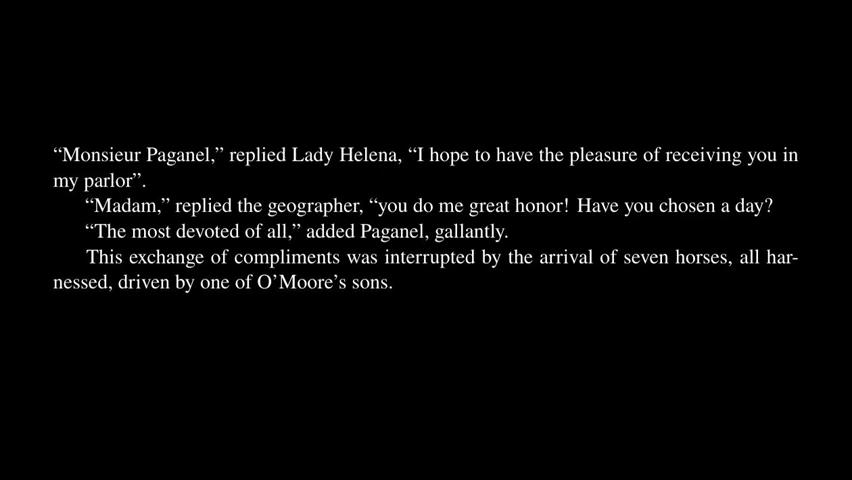 “Monsieur Paganel,” replied Lady Helena, “I hope to have the pleasure of receiving you in
my parlor”.
“Madam,” replied the geographer, “you do me great honor! Have you chosen a day?
“The most devoted of all,” added Paganel, gallantly.
This exchange of compliments was interrupted by the arrival of seven horses, all har-
nessed, driven by one of O’Moore’s sons.